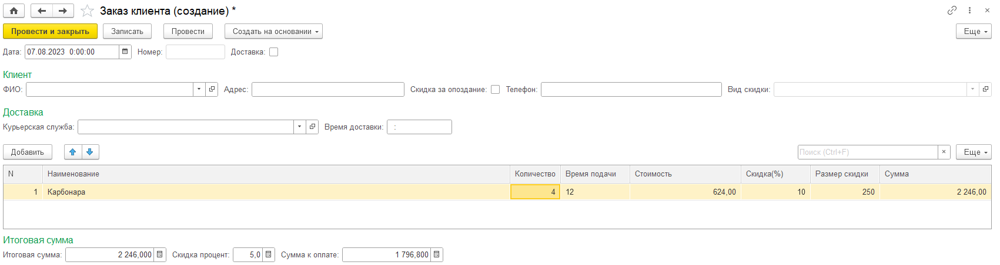 Заказ клиента (создание) *
Провести и закрыть Записать Провести Создать на основании Еще
Дата: 07.08.2023 0:00:00 Номер: Доставка:
Клиент
ФИО: Адрес: Скидка за опоздание: Телефон: Вид скидки:
Доставка
Курьерская служба: Время доставки: :
Добавить Поиск (Ctrl+F) × Еще
N Наименование Количество Время подачи Стоимость Скидка(%) Размер скидки Сумма
1 Карбонара 4 12 624,00 10 250 2 246,00
Итоговая сумма
Итоговая сумма: 2 246,000 Скидка процент: 5,0 Сумма к оплате: 1 796,800